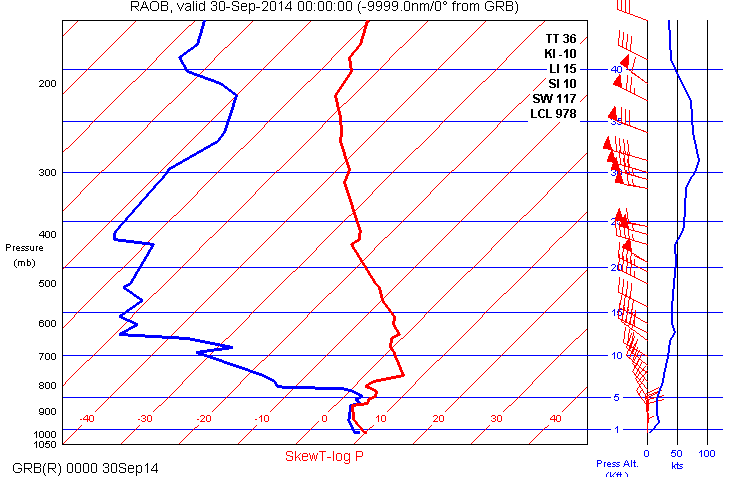 RAOB, valid 30-Sep-2014 00:00:00 (-9999.0nm/0° from GRB)
TT 36
KI -10
LI 15
SI 10
SW 117
LCL 978
Pressure
(mb)
200
300
400
500
600
700
800
900
1000
1050
-40 -30 -20 -10 0 10 20 30 40
40
35
30
25
20
15
10
5
1
0 50 100
Press Alt.
(Kft.)
kts
SkewT-log P
GRB(R) 0000 30Sep14